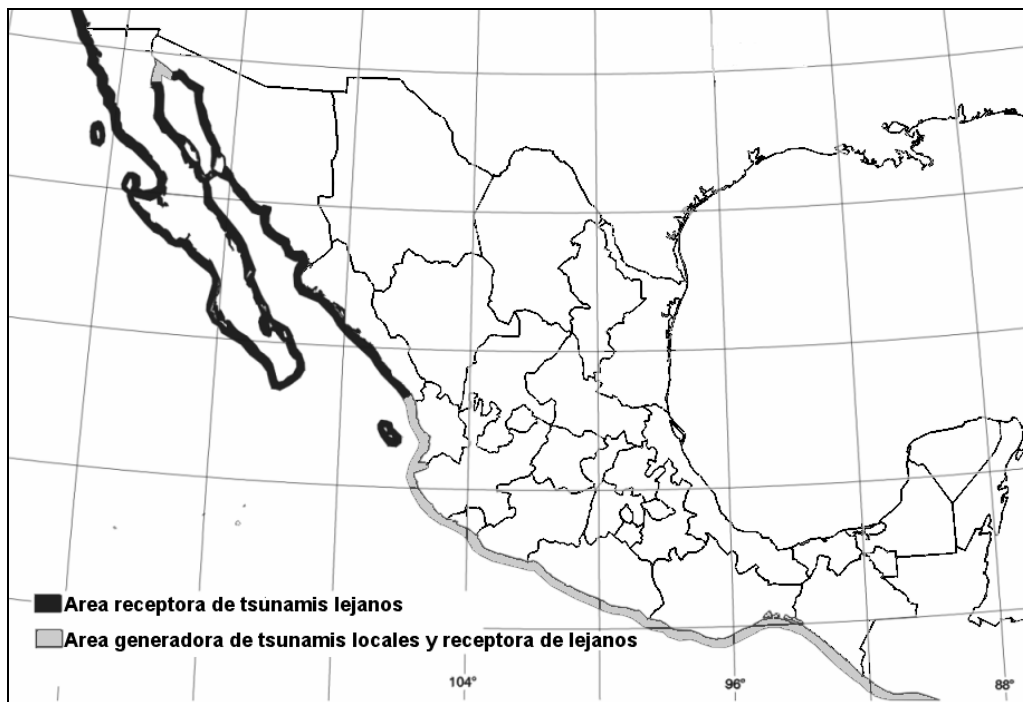 Area receptora de tsunamis lejanos
Area generadora de tsunamis locales y receptora de lejanos
104° 96° 88°